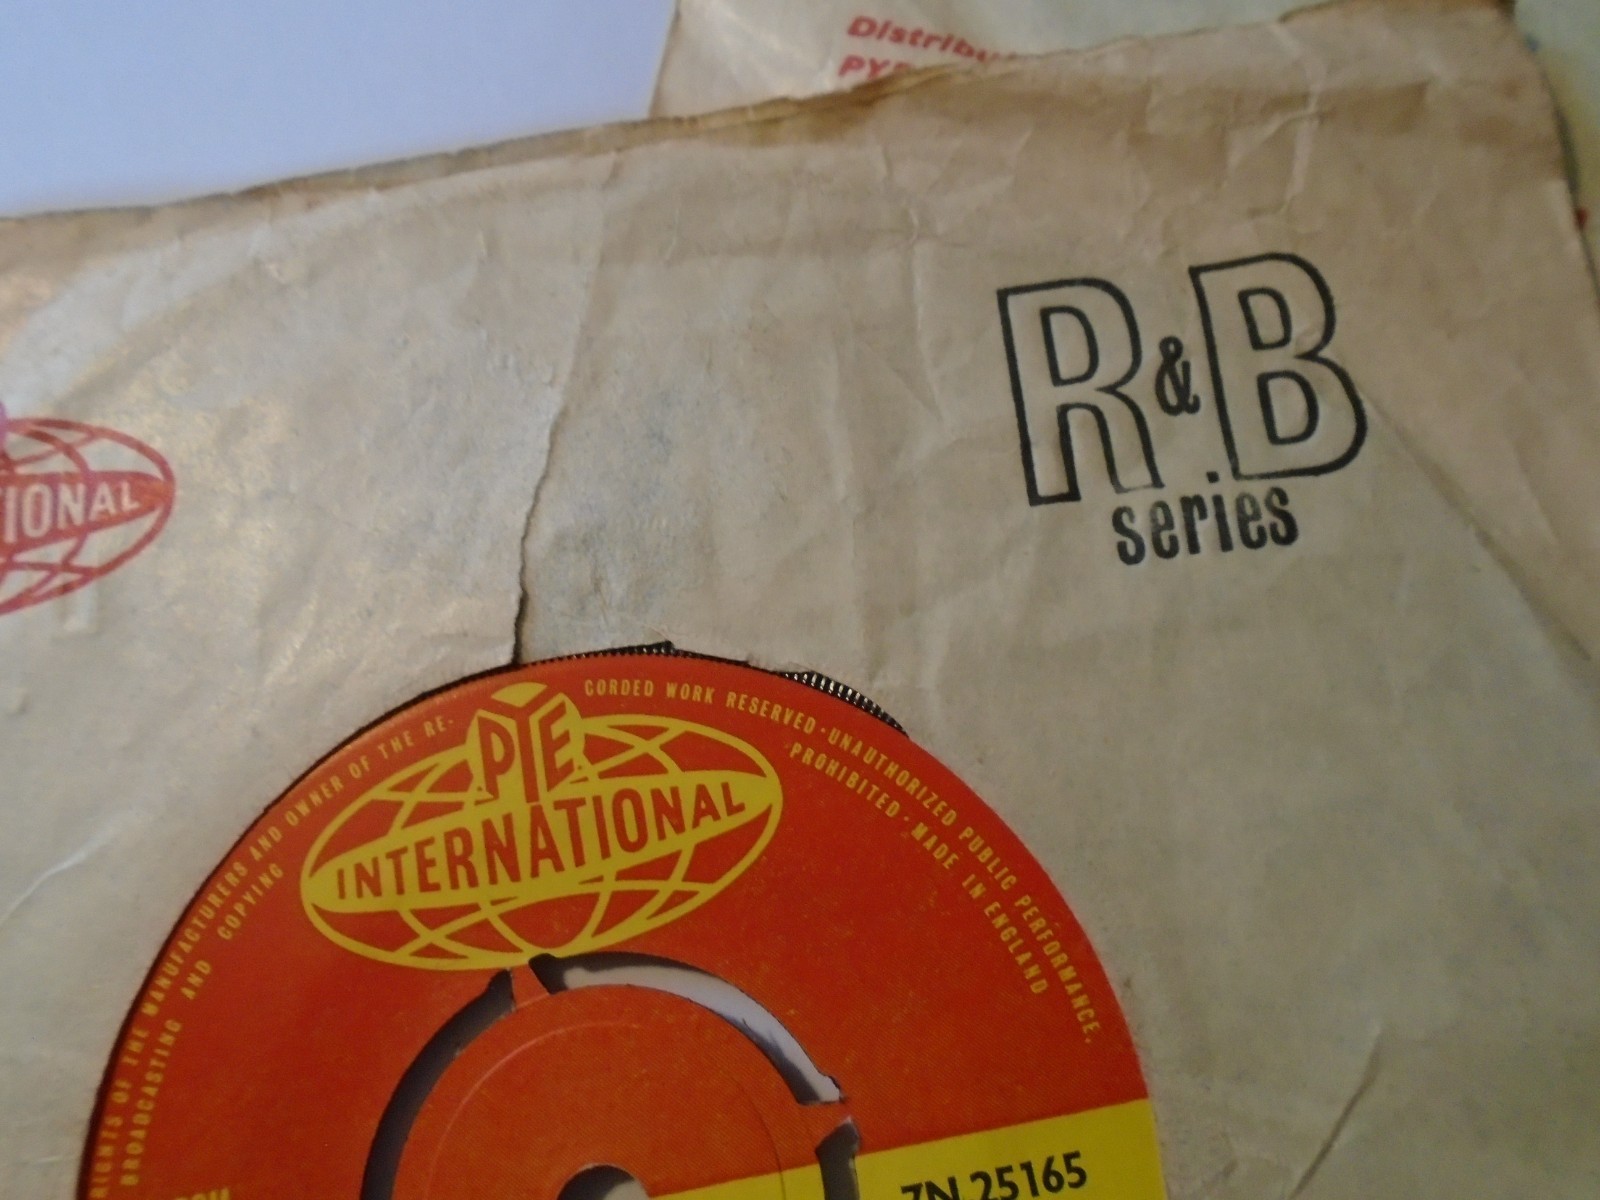 Distribu
PYE
R&B
series
IONAL
PYE
INTERNATIONAL
RIGHTS OF THE MANUFACTURERS AND OWNER OF THE RE-
CORDED WORK RESERVED·UNAUTHORIZED PUBLIC PERFORMANCE.
BROADCASTING AND COPYING
PROHIBITED·MADE IN ENGLAND
7N.25165